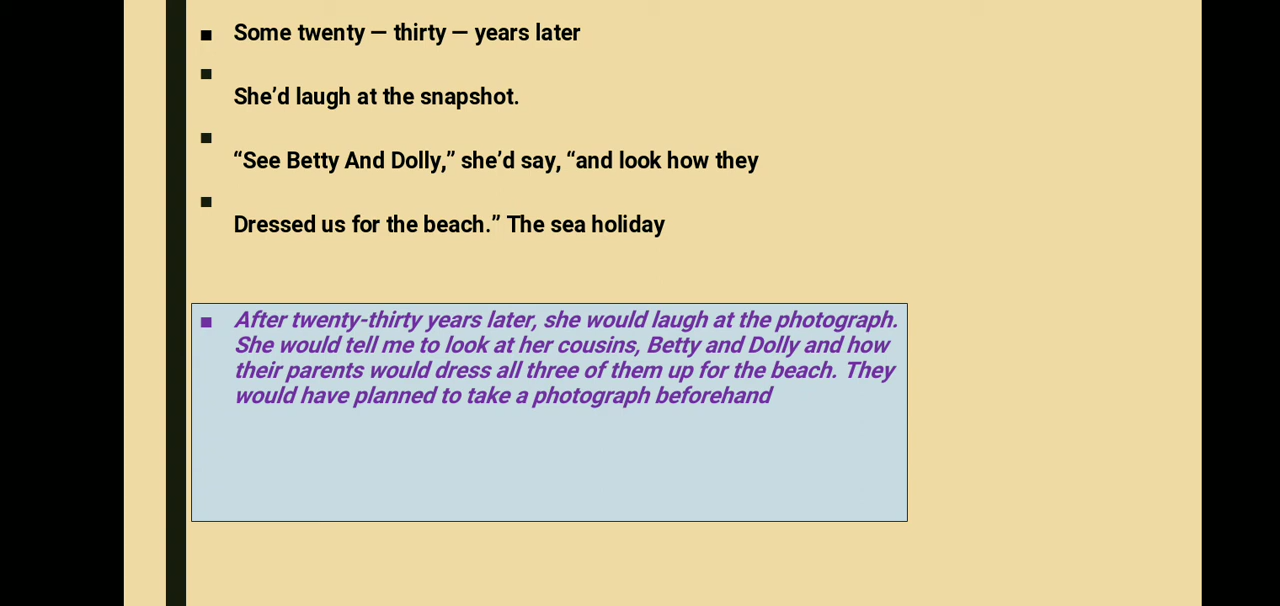 Some twenty — thirty — years later
She’d laugh at the snapshot.
“See Betty And Dolly,” she’d say, “and look how they
Dressed us for the beach.” The sea holiday
After twenty-thirty years later, she would laugh at the photograph.
She would tell me to look at her cousins, Betty and Dolly and how
their parents would dress all three of them up for the beach. They
would have planned to take a photograph beforehand